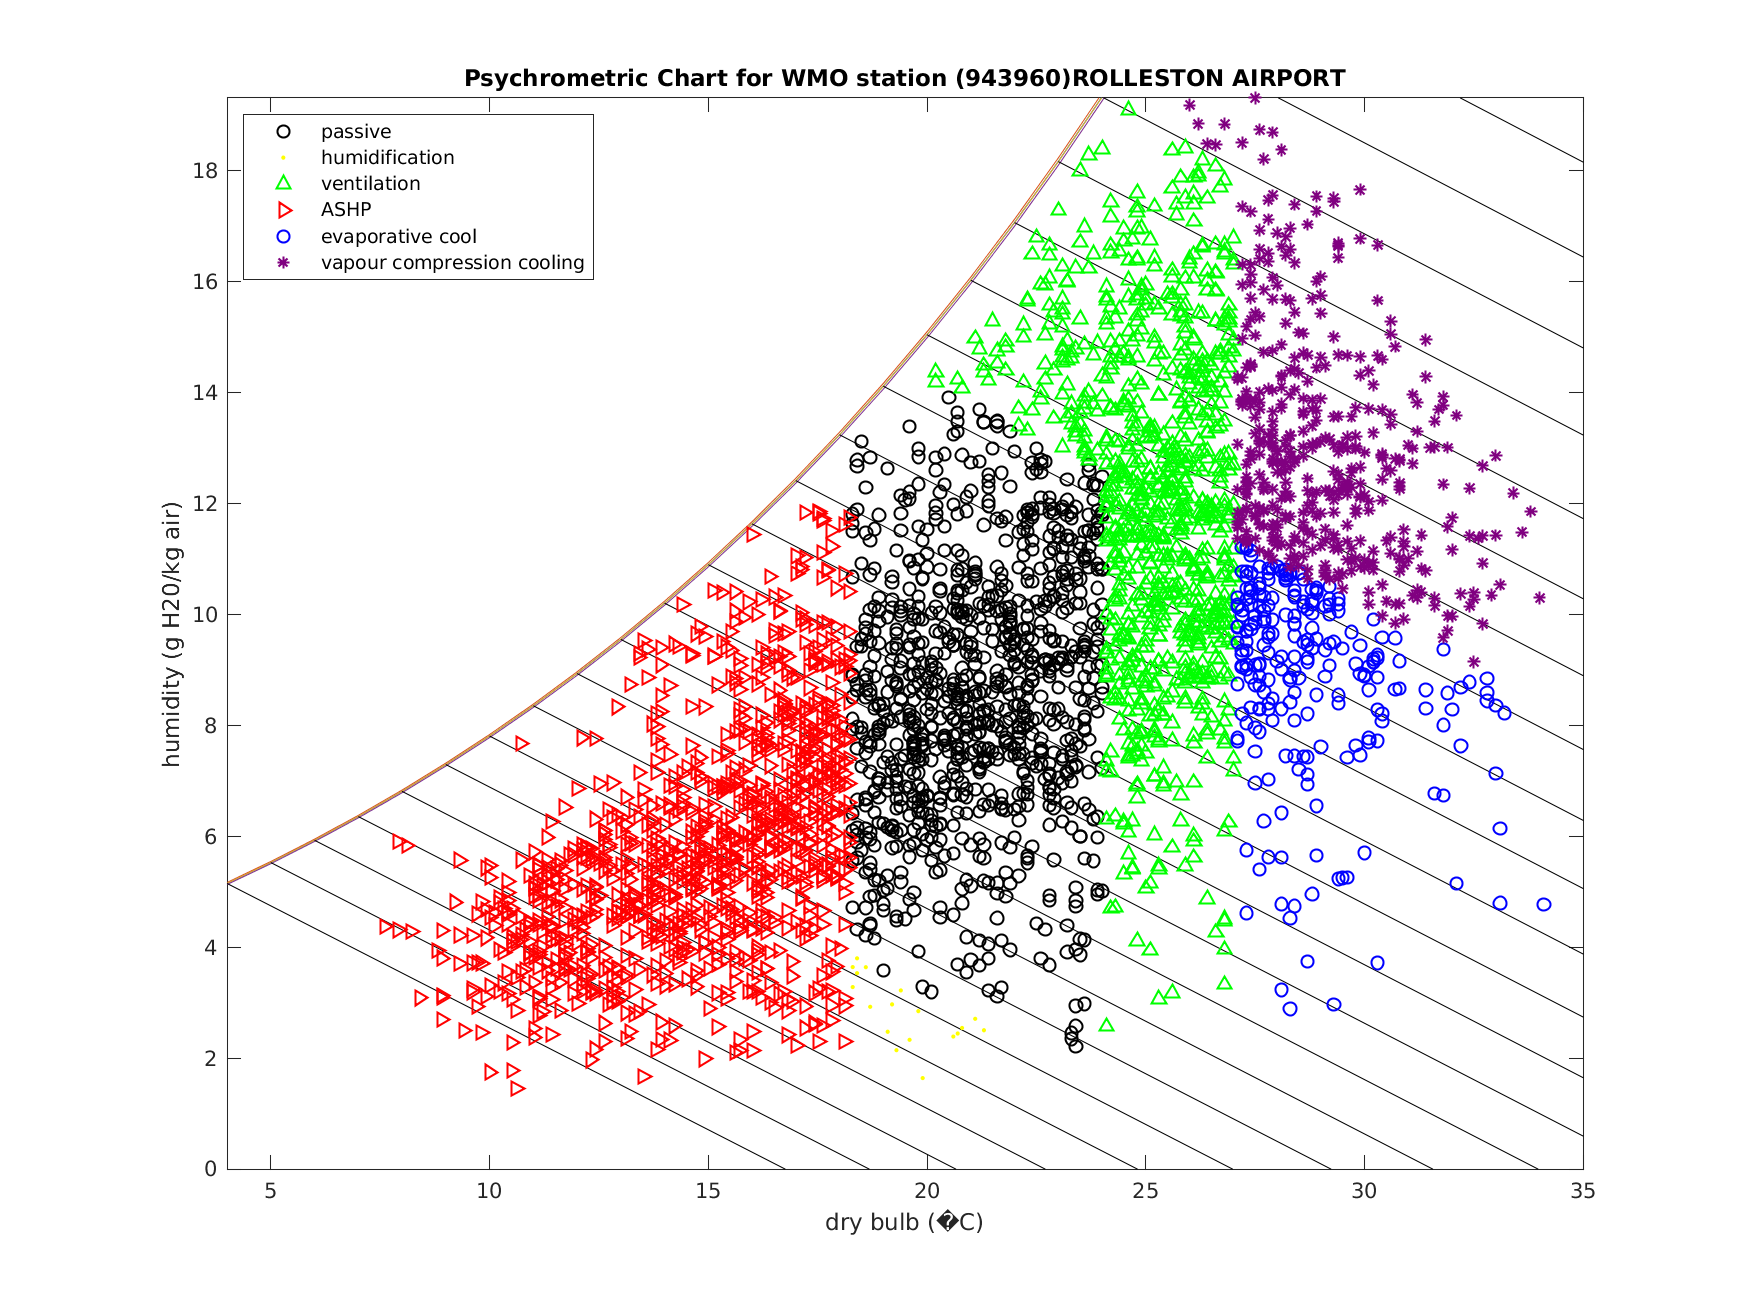 Psychrometric Chart for WMO station (943960)ROLLESTON AIRPORT
passive
humidification
ventilation
ASHP
evaporative cool
vapour compression cooling
humidity (g H20/kg air)
18
16
14
12
10
8
6
4
2
0
5 10 15 20 25 30 35
dry bulb (�C)